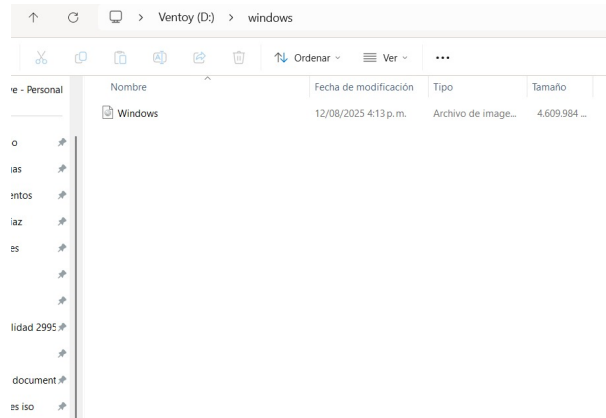 Ventoy (D:) > windows
Ordenar Ver ...
Nombre Fecha de modificación Tipo Tamaño
Windows 12/08/2025 4:13 p. m. Archivo de image... 4.609.984 ...
/e - Personal
o
jas
entos
iaz
es
lidad 2995
document
es iso